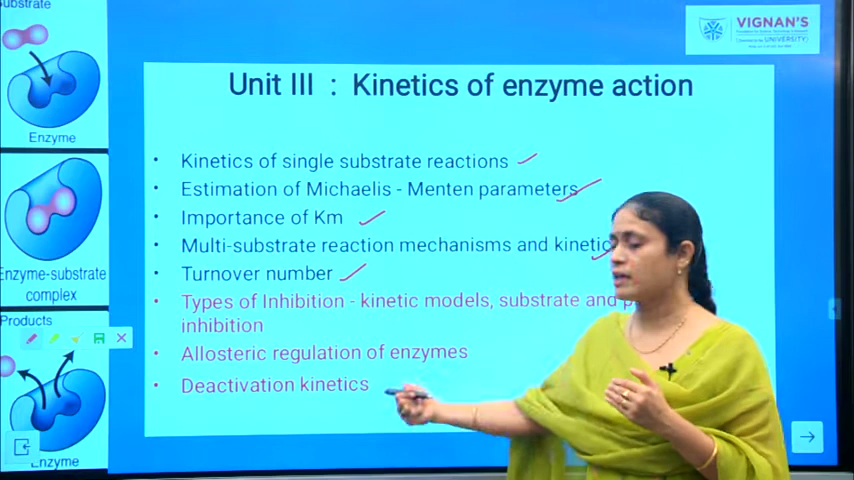 Substrate
Enzyme
Enzyme-substrate
complex
Products
Enzyme
VIGNAN'S
UNIVERSITY)
Unit III : Kinetics of enzyme action
• Kinetics of single substrate reactions
• Estimation of Michaelis - Menten parameters
• Importance of Km
• Multi-substrate reaction mechanisms and kinetic
• Turnover number
• Types of Inhibition - kinetic models, substrate and
inhibition
• Allosteric regulation of enzymes
• Deactivation kinetics